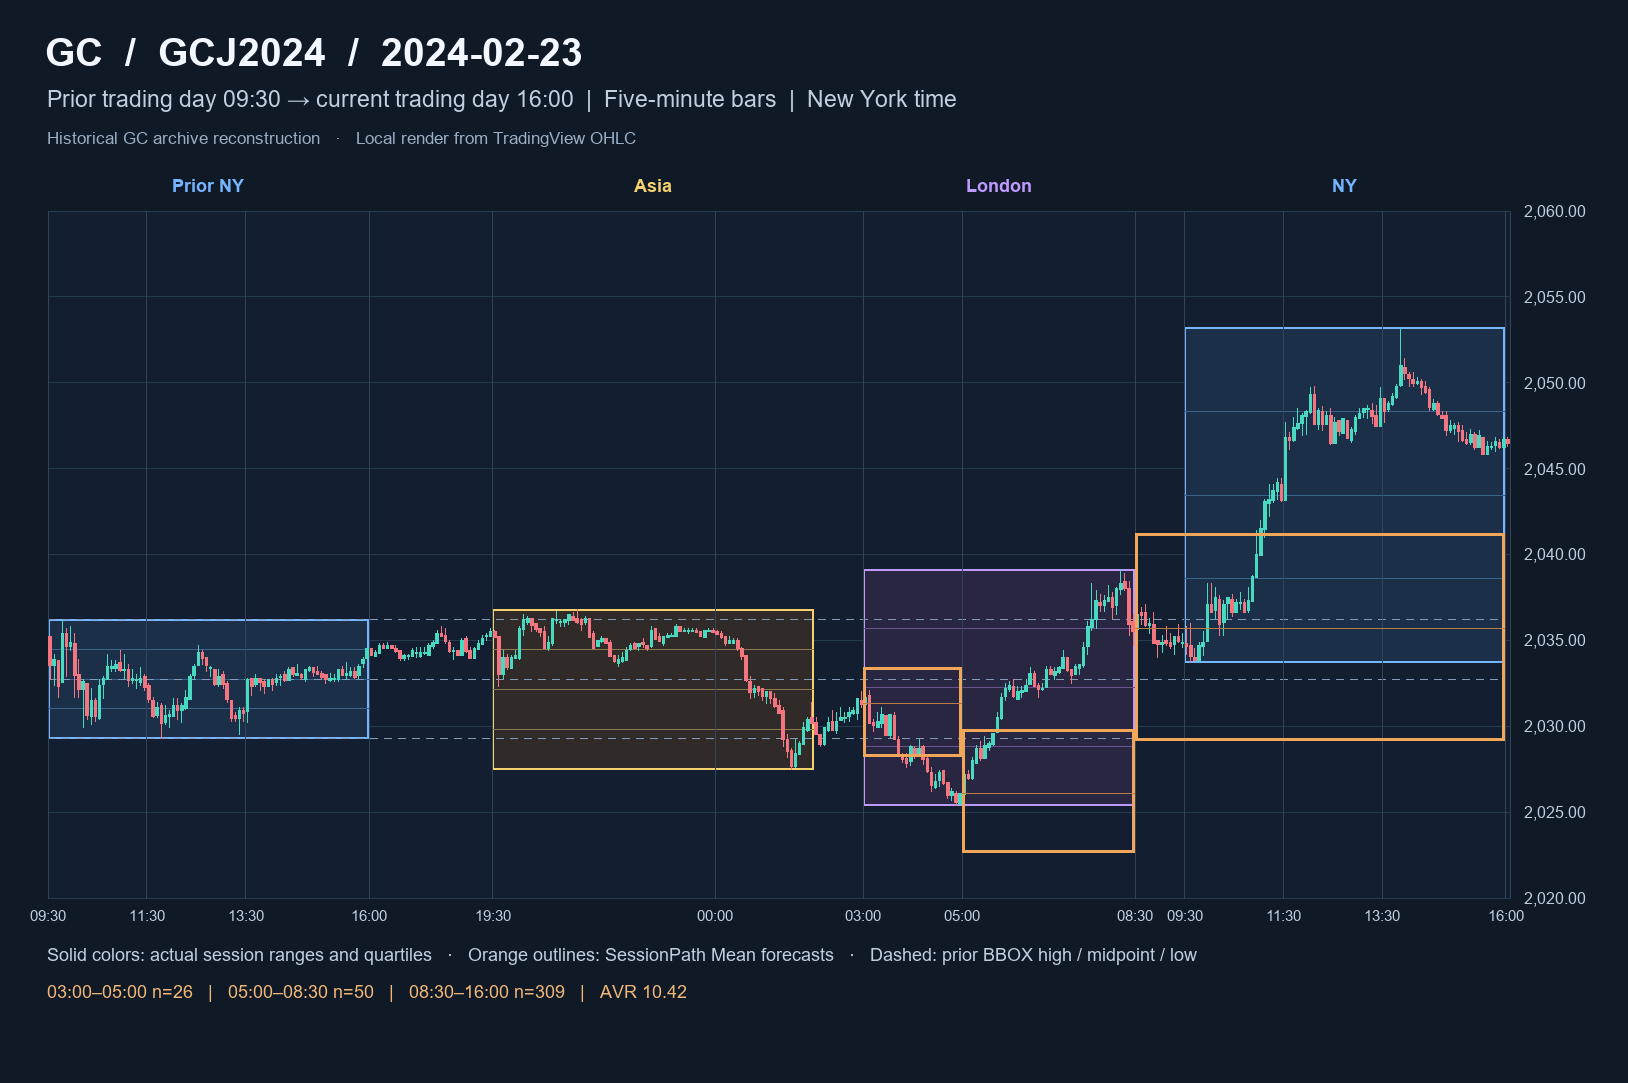 GC / GCJ2024 / 2024-02-23
Prior trading day 09:30 → current trading day 16:00 | Five-minute bars | New York time
Historical GC archive reconstruction · Local render from TradingView OHLC
Prior NY Asia London NY
2,060.00
2,055.00
2,050.00
2,045.00
2,040.00
2,035.00
2,030.00
2,025.00
2,020.00
09:30 11:30 13:30 16:00 19:30 00:00 03:00 05:00 08:30 09:30 11:30 13:30 16:00
Solid colors: actual session ranges and quartiles · Orange outlines: SessionPath Mean forecasts · Dashed: prior BBOX high / midpoint / low
03:00–05:00 n=26 | 05:00–08:30 n=50 | 08:30–16:00 n=309 | AVR 10.42